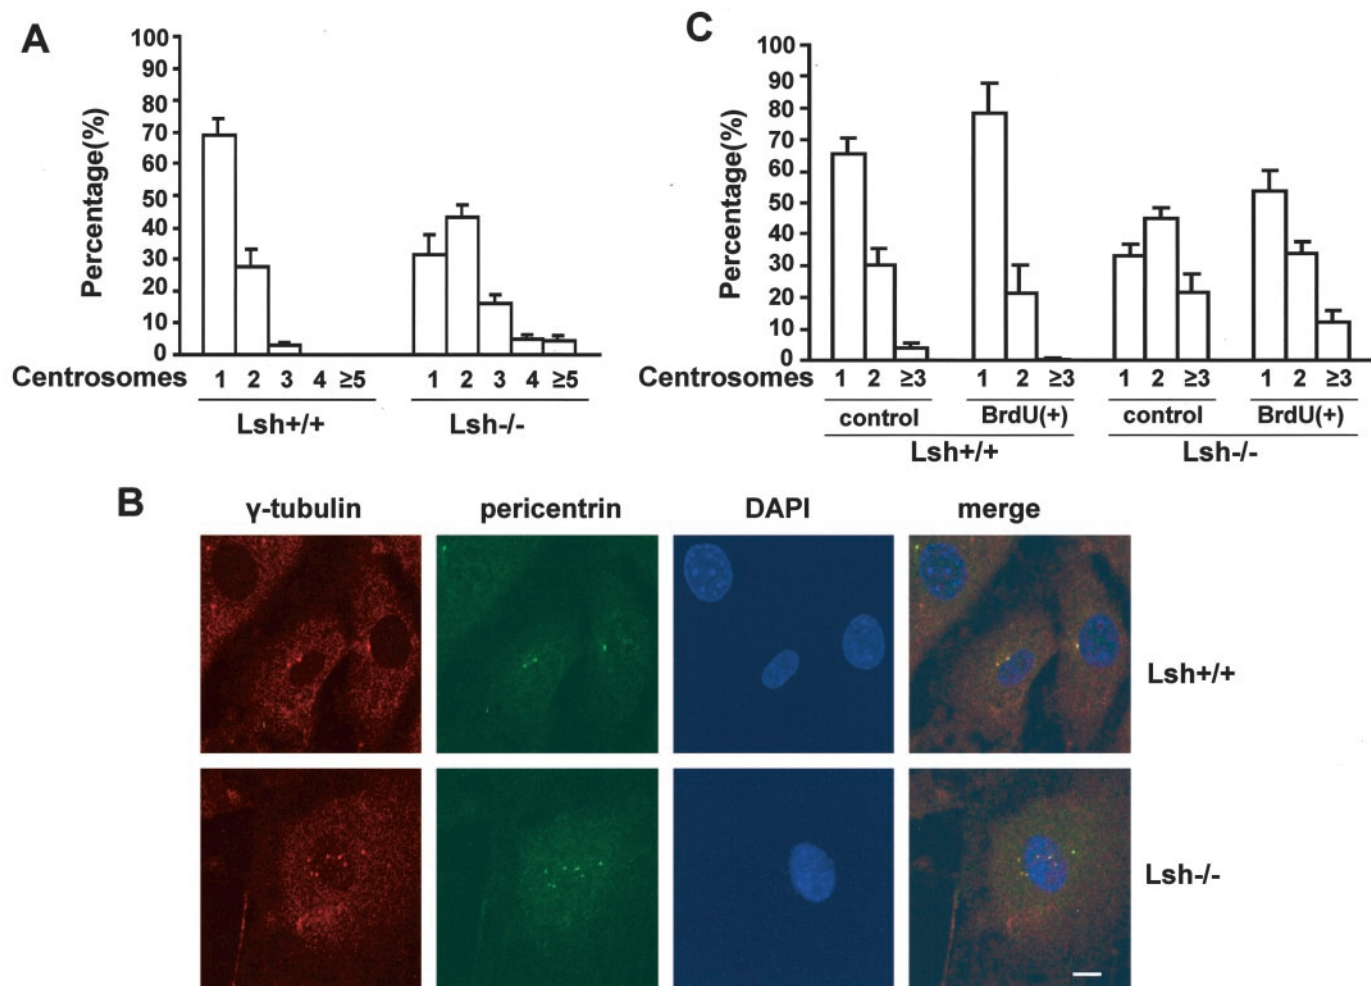 A
100
90
80
70
60
50
40
30
20
10
0
Percentage(%)
Centrosomes 1 2 3 4 ≥5 1 2 3 4 ≥5
Lsh+/+ Lsh-/-
C
100
90
80
70
60
50
40
30
20
10
0
Percentage(%)
Centrosomes 1 2 ≥3 1 2 ≥3 1 2 ≥3 1 2 ≥3
control BrdU(+) control BrdU(+)
Lsh+/+ Lsh-/-
B
γ-tubulin pericentrin DAPI merge
Lsh+/+
Lsh-/-